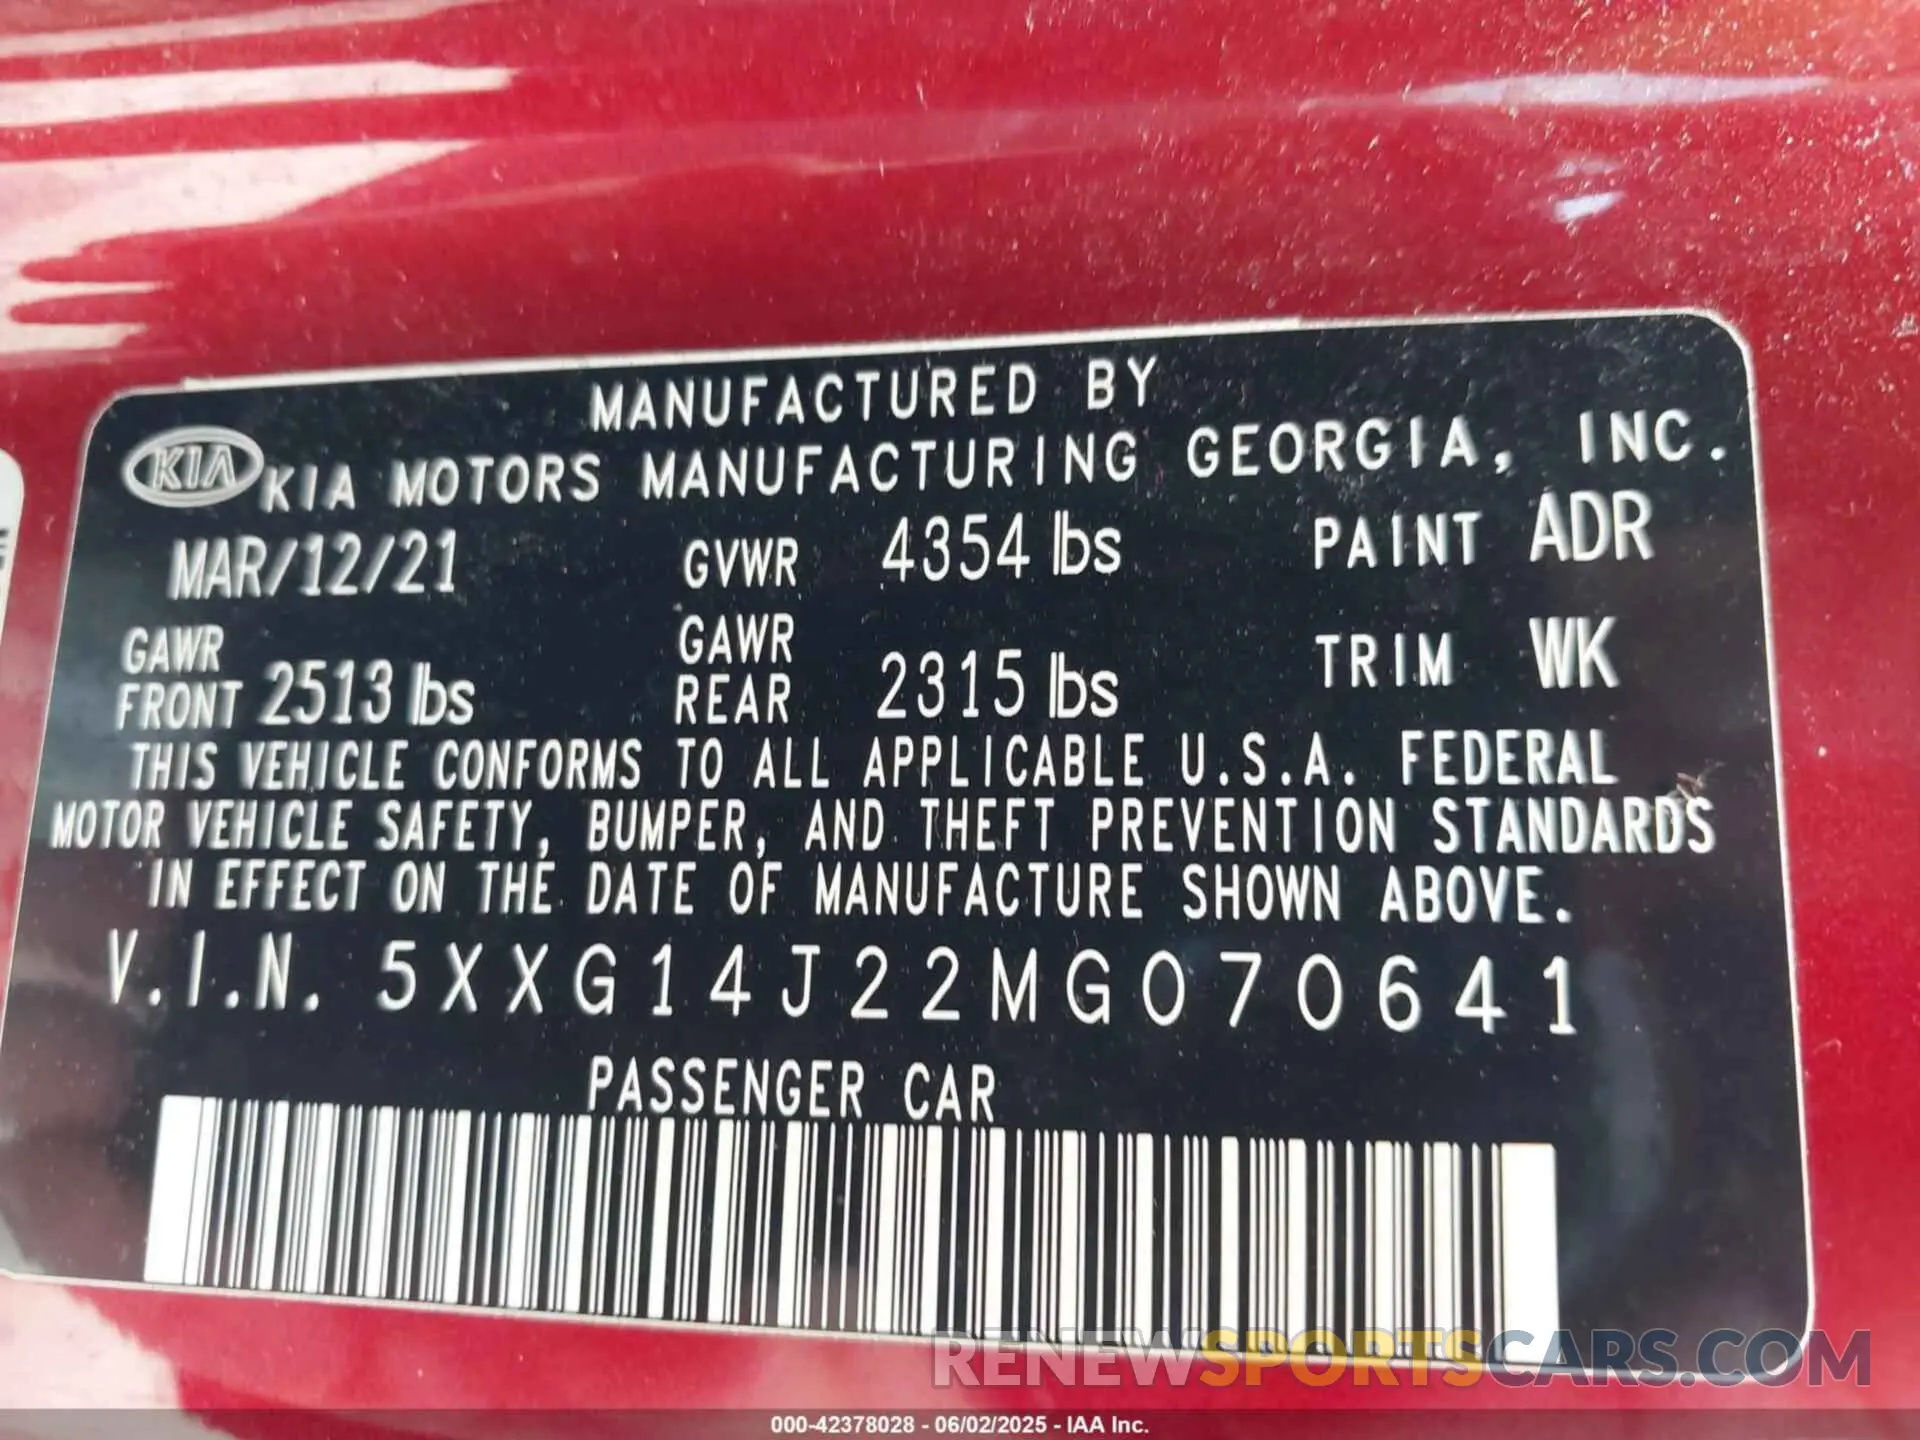 MANUFACTURED BY
KIA KIA MOTORS MANUFACTURING GEORGIA, INC.
MAR/12/21 GVWR 4354 lbs PAINT ADR
GAWR FRONT 2513 lbs GAWR REAR 2315 lbs TRIM WK
THIS VEHICLE CONFORMS TO ALL APPLICABLE U.S.A. FEDERAL
MOTOR VEHICLE SAFETY, BUMPER, AND THEFT PREVENTION STANDARDS
IN EFFECT ON THE DATE OF MANUFACTURE SHOWN ABOVE.
V.I.N. 5XXG14J22MG070641
PASSENGER CAR
RENEWSPORTSCARS.COM
000-42378028 - 06/02/2025 - IAA Inc.